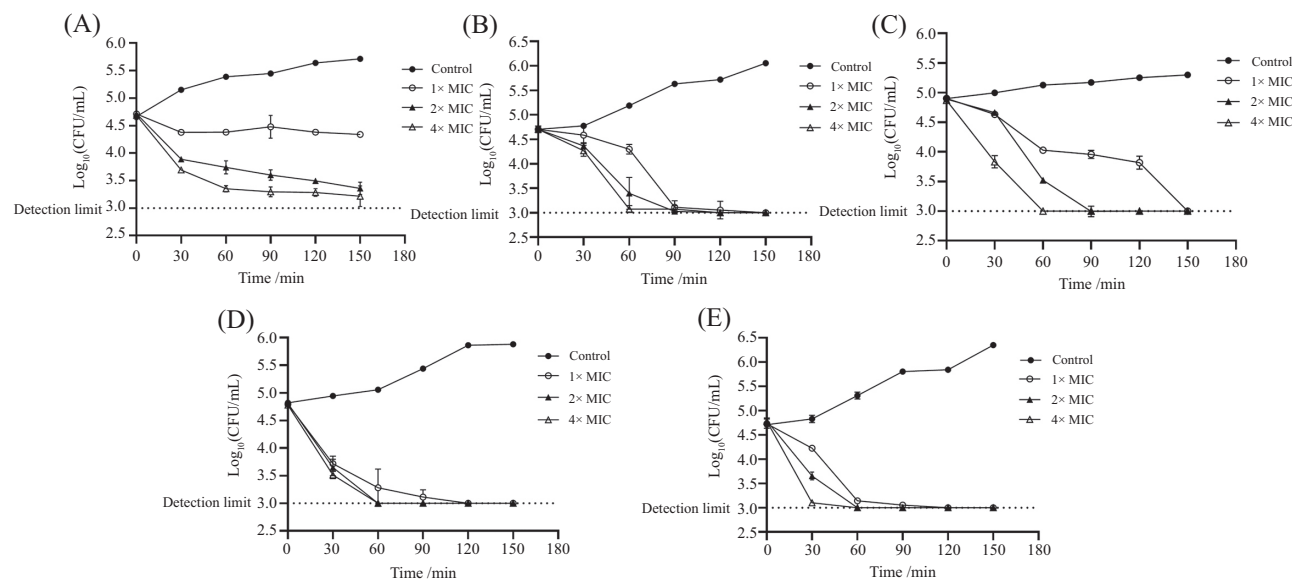 (A)
6.0
5.5
5.0
4.5
4.0
3.5
3.0
2.5
Log10(CFU/mL)
Detection limit
0 30 60 90 120 150 180
Time /min
Control
1× MIC
2× MIC
4× MIC
(B)
6.5
6.0
5.5
5.0
4.5
4.0
3.5
3.0
2.5
Log10(CFU/mL)
Detection limit
0 30 60 90 120 150 180
Time /min
Control
1× MIC
2× MIC
4× MIC
(C)
6.0
5.5
5.0
4.5
4.0
3.5
3.0
2.5
Log10(CFU/mL)
Detection limit
0 30 60 90 120 150 180
Time /min
Control
1× MIC
2× MIC
4× MIC
(D)
6.0
5.5
5.0
4.5
4.0
3.5
3.0
2.5
Log10(CFU/mL)
Detection limit
0 30 60 90 120 150 180
Time /min
Control
1× MIC
2× MIC
4× MIC
(E)
6.5
6.0
5.5
5.0
4.5
4.0
3.5
3.0
2.5
Log10(CFU/mL)
Detection limit
0 30 60 90 120 150 180
Time /min
Control
1× MIC
2× MIC
4× MIC